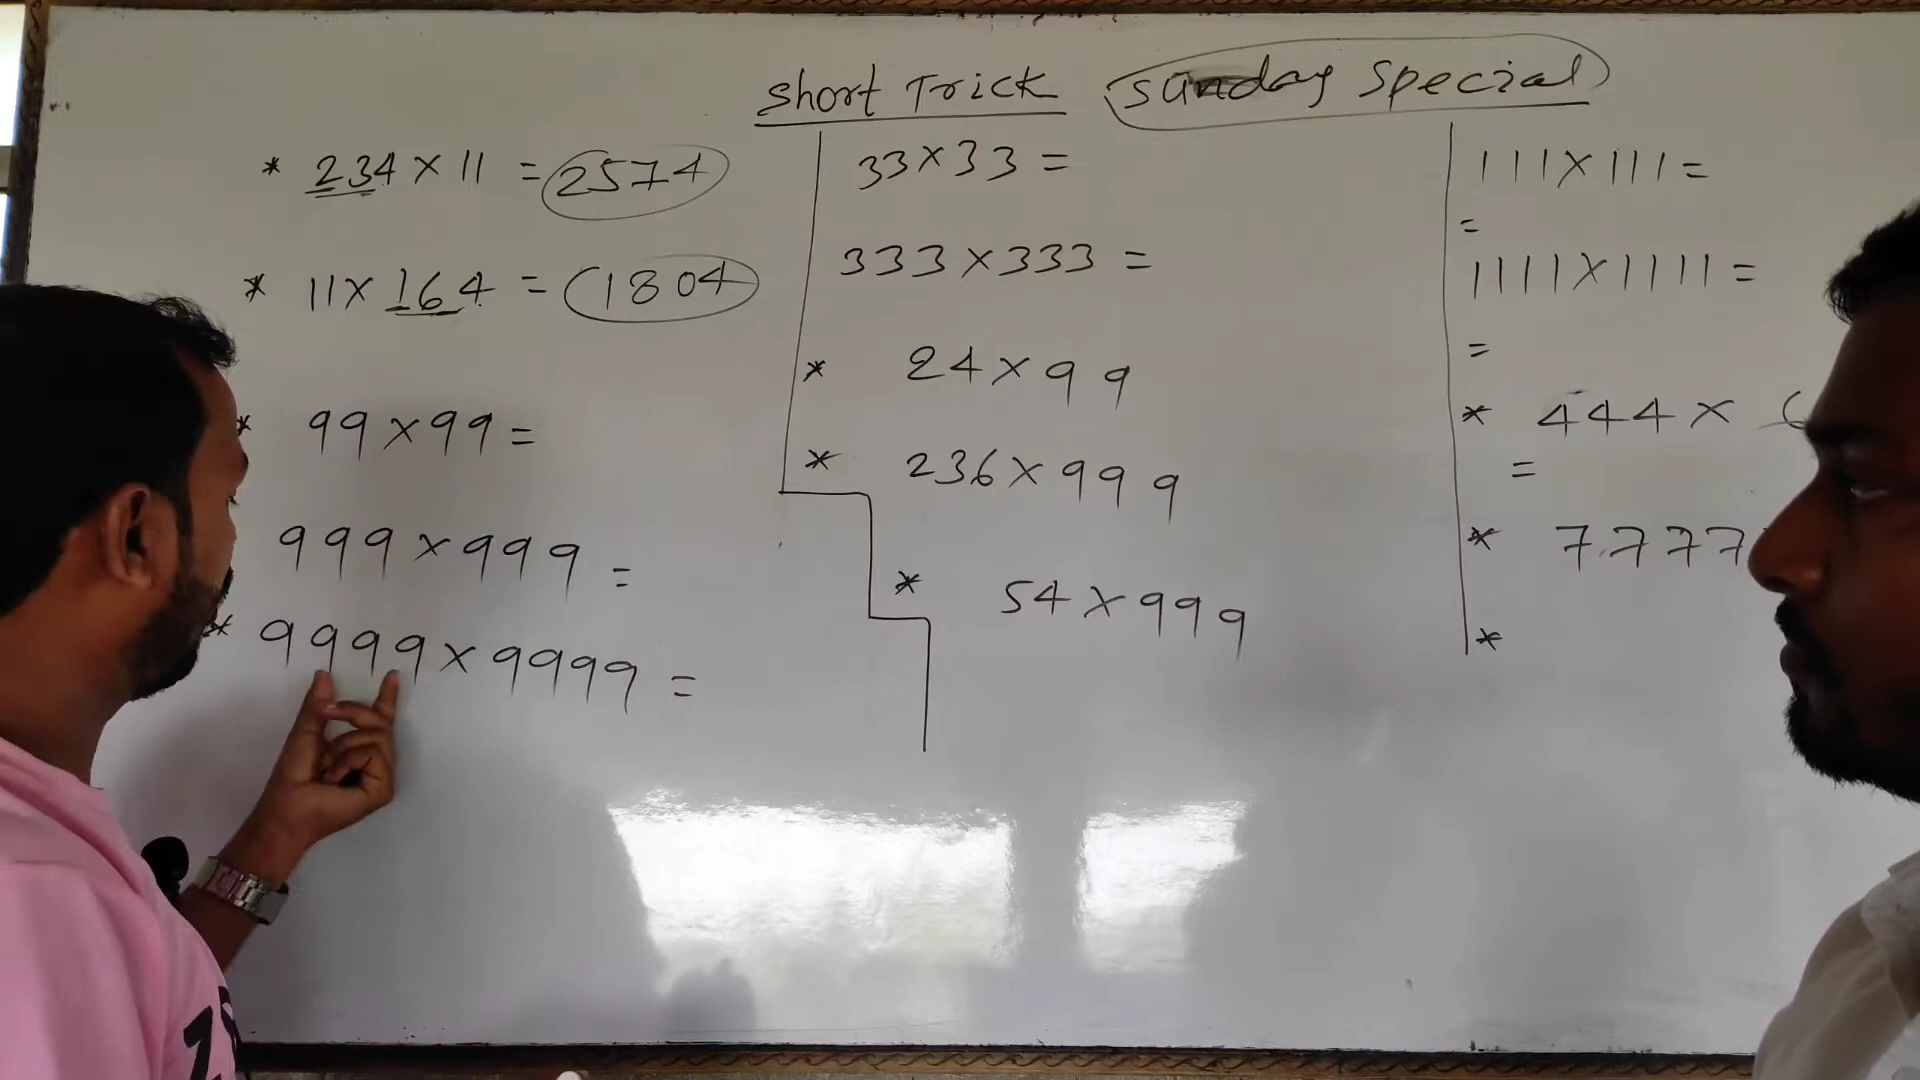 short Trick Sunday Special
* 234 × 11 = 2574
* 11 × 164 = 1804
* 99 × 99 =
999 × 999 =
* 9999 × 9999 =
33 × 33 =
333 × 333 =
* 24 × 99
* 236 × 999
* 54 × 999
111 × 111 =
=
1111 × 1111 =
=
* 444 ×
=
* 7777
*